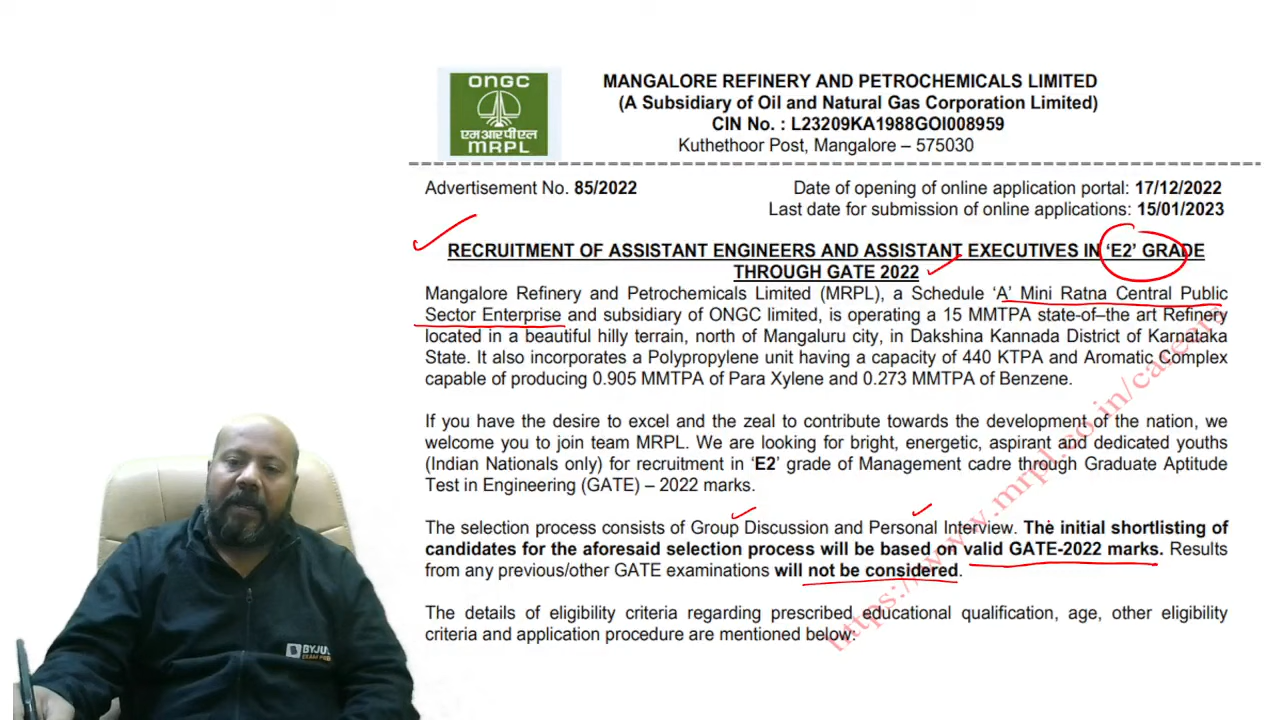 ONGC
एमआरपीएल
MRPL
MANGALORE REFINERY AND PETROCHEMICALS LIMITED
(A Subsidiary of Oil and Natural Gas Corporation Limited)
CIN No. : L23209KA1988GOI008959
Kuthethoor Post, Mangalore – 575030
Advertisement No. 85/2022
Date of opening of online application portal: 17/12/2022
Last date for submission of online applications: 15/01/2023
RECRUITMENT OF ASSISTANT ENGINEERS AND ASSISTANT EXECUTIVES IN 'E2' GRADE
THROUGH GATE 2022
Mangalore Refinery and Petrochemicals Limited (MRPL), a Schedule 'A' Mini Ratna Central Public
Sector Enterprise and subsidiary of ONGC limited, is operating a 15 MMTPA state-of–the art Refinery
located in a beautiful hilly terrain, north of Mangaluru city, in Dakshina Kannada District of Karnataka
State. It also incorporates a Polypropylene unit having a capacity of 440 KTPA and Aromatic Complex
capable of producing 0.905 MMTPA of Para Xylene and 0.273 MMTPA of Benzene.
If you have the desire to excel and the zeal to contribute towards the development of the nation, we
welcome you to join team MRPL. We are looking for bright, energetic, aspirant and dedicated youths
(Indian Nationals only) for recruitment in 'E2' grade of Management cadre through Graduate Aptitude
Test in Engineering (GATE) – 2022 marks.
The selection process consists of Group Discussion and Personal Interview. The initial shortlisting of
candidates for the aforesaid selection process will be based on valid GATE-2022 marks. Results
from any previous/other GATE examinations will not be considered.
The details of eligibility criteria regarding prescribed educational qualification, age, other eligibility
criteria and application procedure are mentioned below:
https://www.mrpl.co.in/careers
BYJU'S
EXAM PREP